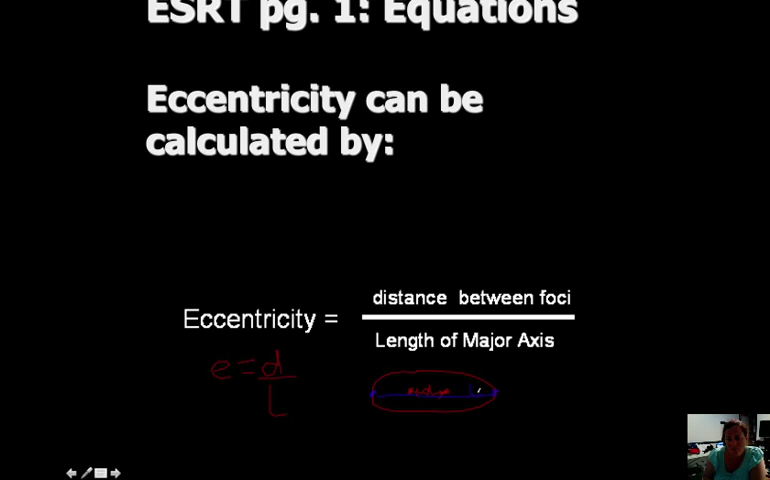 ESRT pg. 1: Equations
Eccentricity can be
calculated by:
distance between foci
Eccentricity =
Length of Major Axis
e = d
L
d L